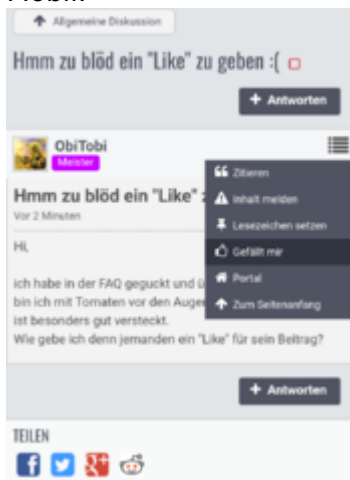 Allgemeine Diskussion
Hmm zu blöd ein "Like" zu geben :(
Antworten
ObiTobi
Meister
Zitieren
Inhalt melden
Lesezeichen setzen
Gefällt mir
Portal
Zum Seitenanfang
Hmm zu blöd ein "Like"
Vor 2 Minuten
Hi,
ich habe in der FAQ geguckt und
bin ich mit Tomaten vor den
ist besonders gut versteckt.
Wie gebe ich denn jemanden ein "Like" für sein Beitrag?
Antworten
TEILEN